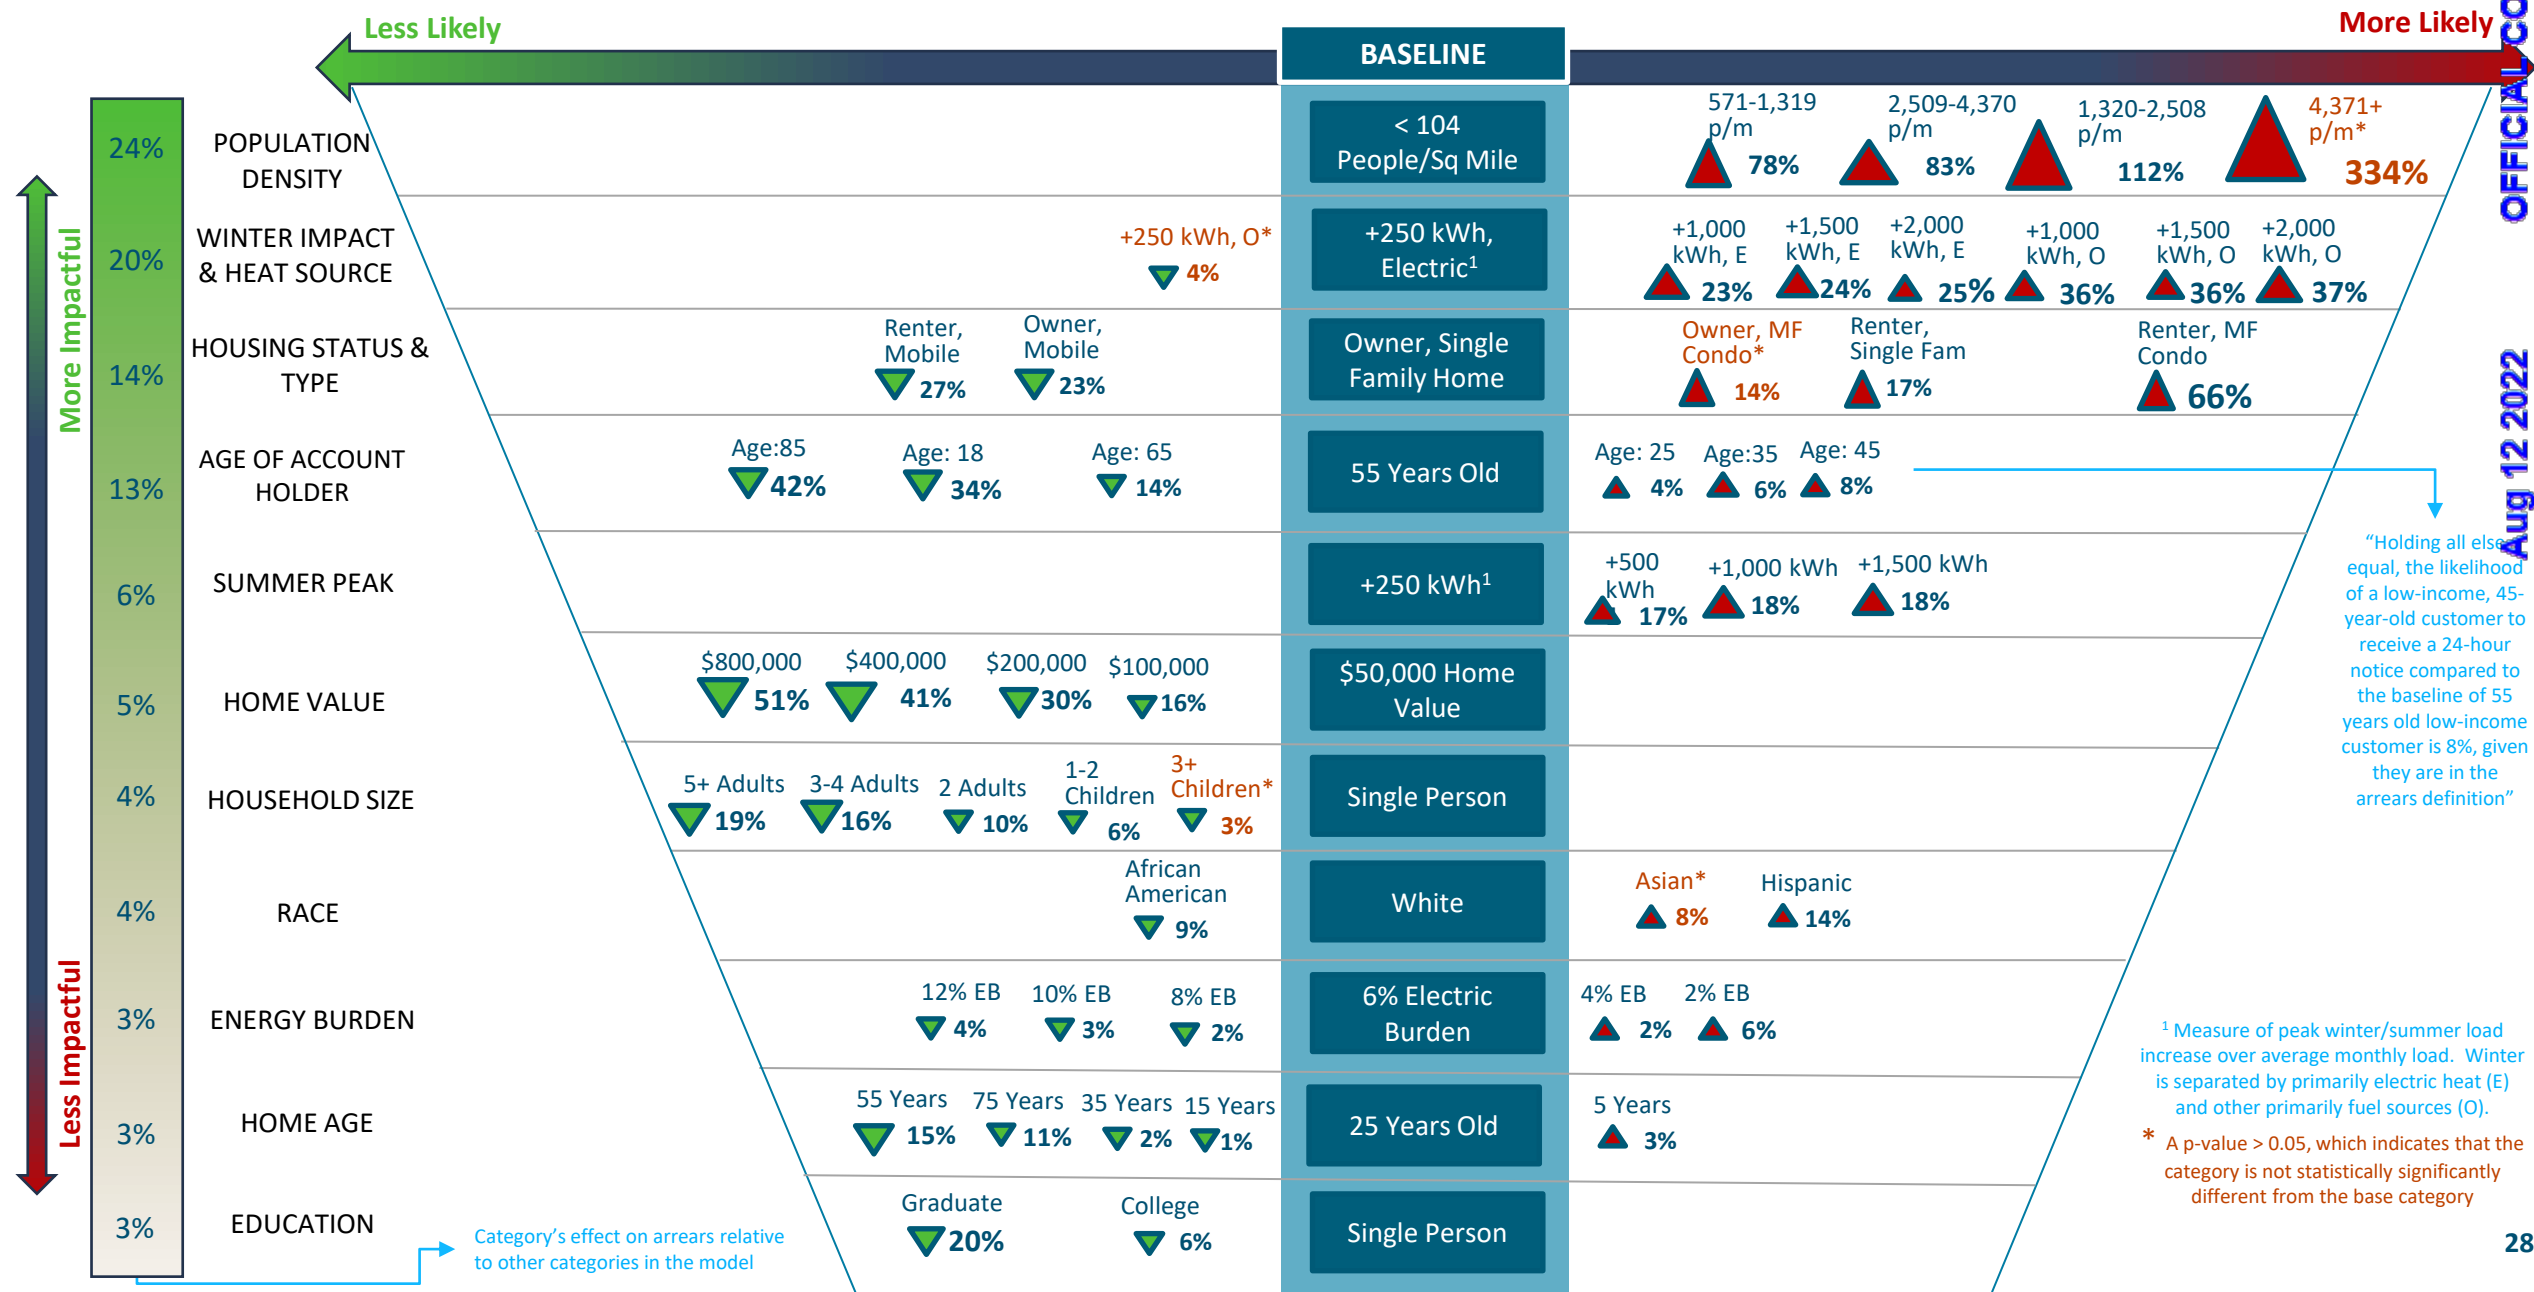 Less Likely
BASELINE
More Likely
OFFICIAL CO
Aug 12 2022
More Impactful
Less Impactful
24%
POPULATION
DENSITY
< 104
People/Sq Mile
571-1,319
p/m
78%
2,509-4,370
p/m
83%
1,320-2,508
p/m
112%
4,371+
p/m*
334%
20%
WINTER IMPACT
& HEAT SOURCE
+250 kWh, O*
4%
+250 kWh,
Electric1
+1,000
kWh, E
23%
+1,500
kWh, E
24%
+2,000
kWh, E
25%
+1,000
kWh, O
36%
+1,500
kWh, O
36%
+2,000
kWh, O
37%
14%
HOUSING STATUS &
TYPE
Renter,
Mobile
27%
Owner,
Mobile
23%
Owner, Single
Family Home
Owner, MF
Condo*
14%
Renter,
Single Fam
17%
Renter, MF
Condo
66%
13%
AGE OF ACCOUNT
HOLDER
Age:85
42%
Age: 18
34%
Age: 65
14%
55 Years Old
Age: 25
4%
Age:35
6%
Age: 45
8%
6%
SUMMER PEAK
+250 kWh1
+500
kWh
17%
+1,000 kWh
18%
+1,500 kWh
18%
5%
HOME VALUE
$800,000
51%
$400,000
41%
$200,000
30%
$100,000
16%
$50,000 Home
Value
4%
HOUSEHOLD SIZE
5+ Adults
19%
3-4 Adults
16%
2 Adults
10%
1-2
Children
6%
3+
Children*
3%
Single Person
4%
RACE
African
American
9%
White
Asian*
8%
Hispanic
14%
3%
ENERGY BURDEN
12% EB
4%
10% EB
3%
8% EB
2%
6% Electric
Burden
4% EB
2%
2% EB
6%
3%
HOME AGE
55 Years
15%
75 Years
11%
35 Years
2%
15 Years
1%
25 Years Old
5 Years
3%
3%
EDUCATION
Graduate
20%
College
6%
Single Person
Category's effect on arrears relative
to other categories in the model
"Holding all else
equal, the likelihood
of a low-income, 45-
year-old customer to
receive a 24-hour
notice compared to
the baseline of 55
years old low-income
customer is 8%, given
they are in the
arrears definition"
1 Measure of peak winter/summer load
increase over average monthly load. Winter
is separated by primarily electric heat (E)
and other primarily fuel sources (O).
* A p-value > 0.05, which indicates that the
category is not statistically significantly
different from the base category
28